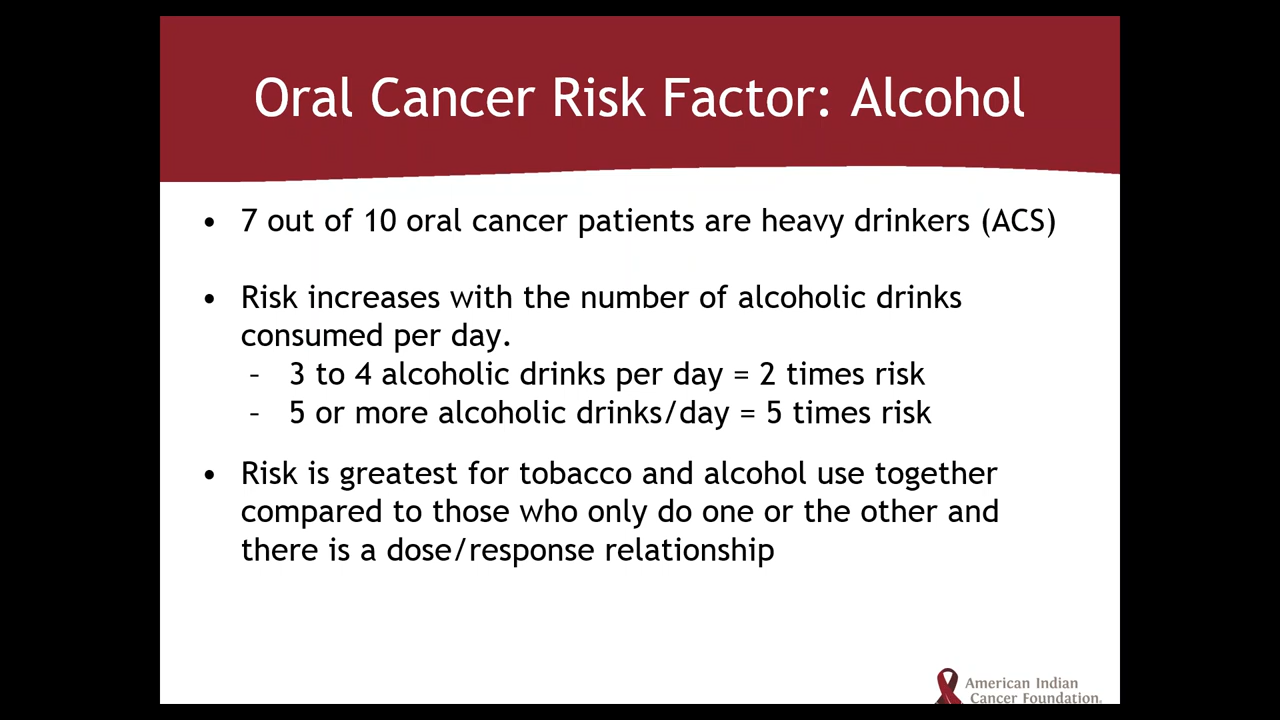 Oral Cancer Risk Factor: Alcohol
• 7 out of 10 oral cancer patients are heavy drinkers (ACS)
• Risk increases with the number of alcoholic drinks
consumed per day.
– 3 to 4 alcoholic drinks per day = 2 times risk
– 5 or more alcoholic drinks/day = 5 times risk
• Risk is greatest for tobacco and alcohol use together
compared to those who only do one or the other and
there is a dose/response relationship
American Indian
Cancer Foundation.